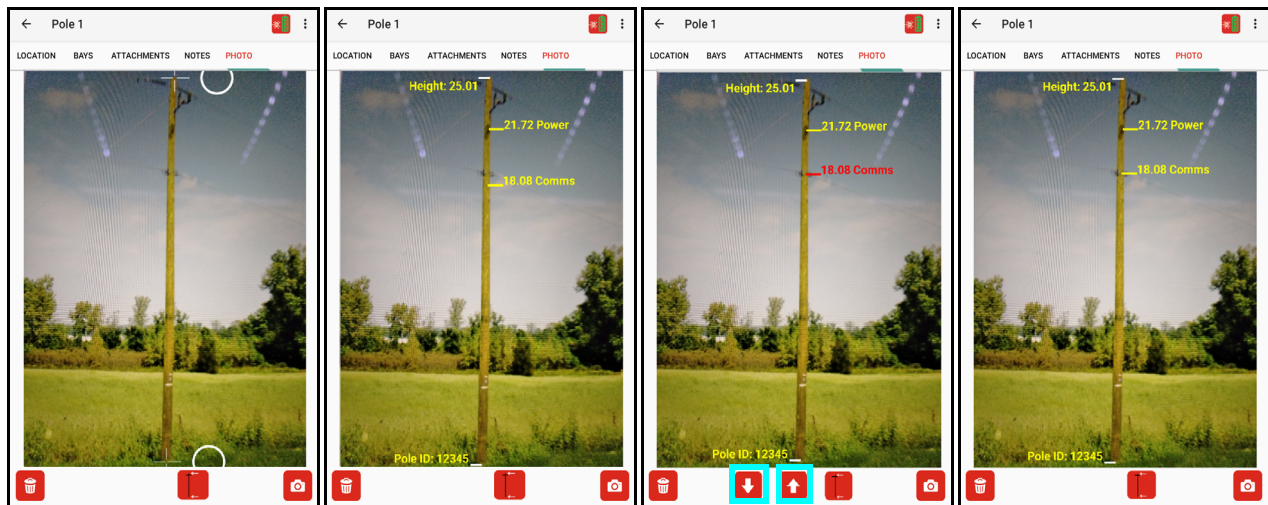 Pole 1
LOCATION BAYS ATTACHMENTS NOTES PHOTO
Pole 1
LOCATION BAYS ATTACHMENTS NOTES PHOTO
Height: 25.01
21.72 Power
18.08 Comms
Pole ID: 12345
Pole 1
LOCATION BAYS ATTACHMENTS NOTES PHOTO
Height: 25.01
21.72 Power
18.08 Comms
Pole ID: 12345
Pole 1
LOCATION BAYS ATTACHMENTS NOTES PHOTO
Height: 25.01
21.72 Power
18.08 Comms
Pole ID: 12345